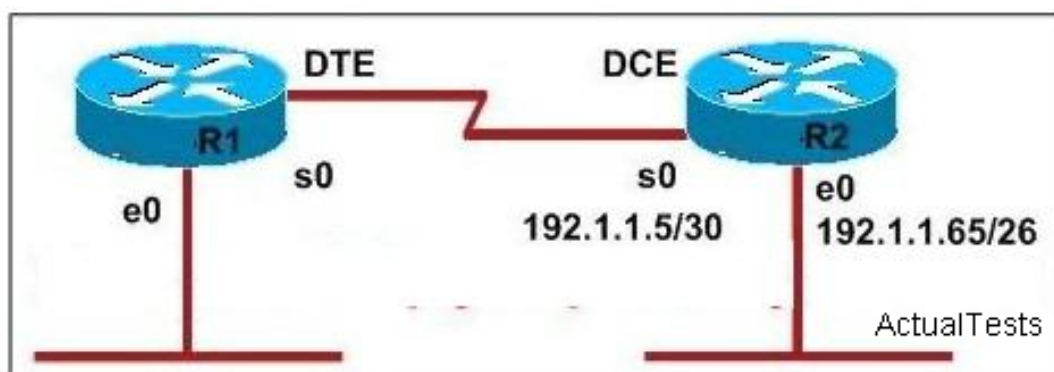 DTE
DCE
R1
R2
s0
s0
e0
e0
192.1.1.5/30
192.1.1.65/26
ActualTests